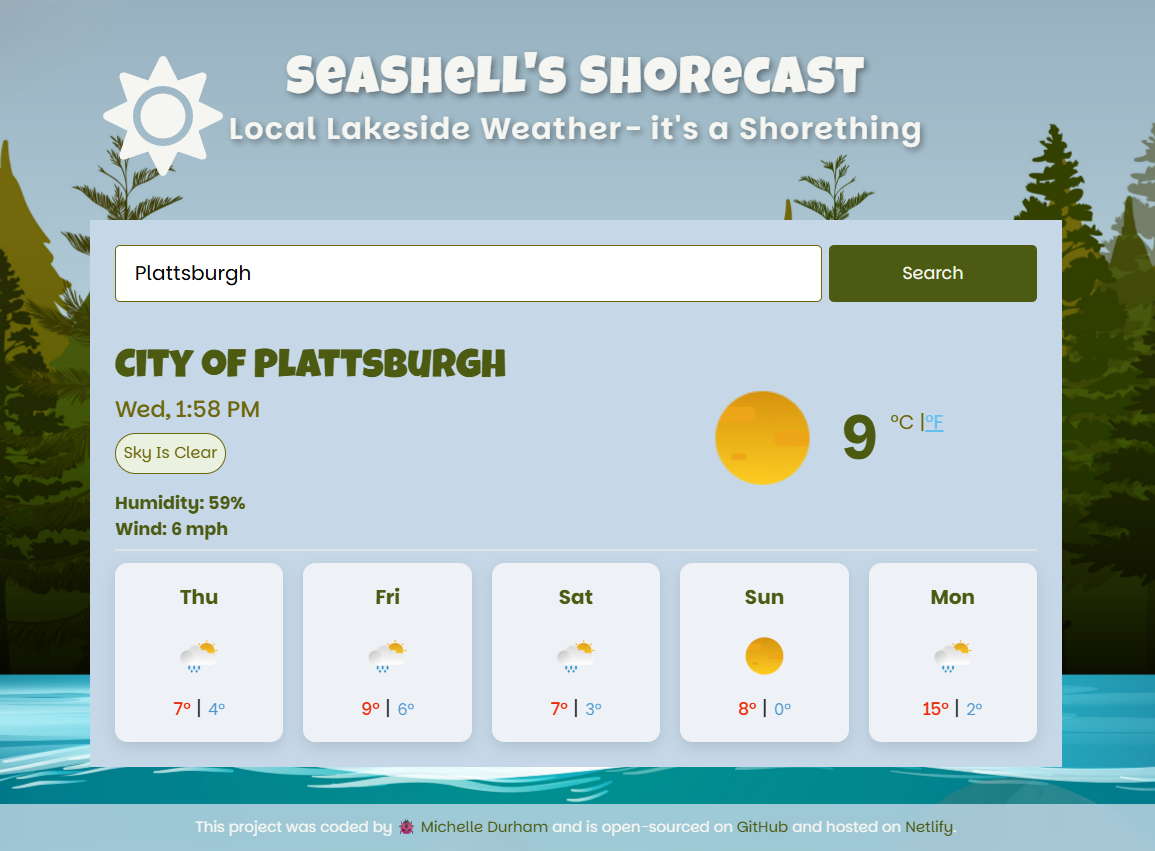 Seashell's Shorecast
Local Lakeside Weather - it's a Shorething
Plattsburgh
Search
City of Plattsburgh
Wed, 1:58 PM
Sky Is Clear
9 °C |°F
Humidity: 59%
Wind: 6 mph
Thu Fri Sat Sun Mon
7° | 4° 9° | 6° 7° | 3° 8° | 0° 15° | 2°
This project was coded by 🐞 Michelle Durham and is open-sourced on GitHub and hosted on Netlify.